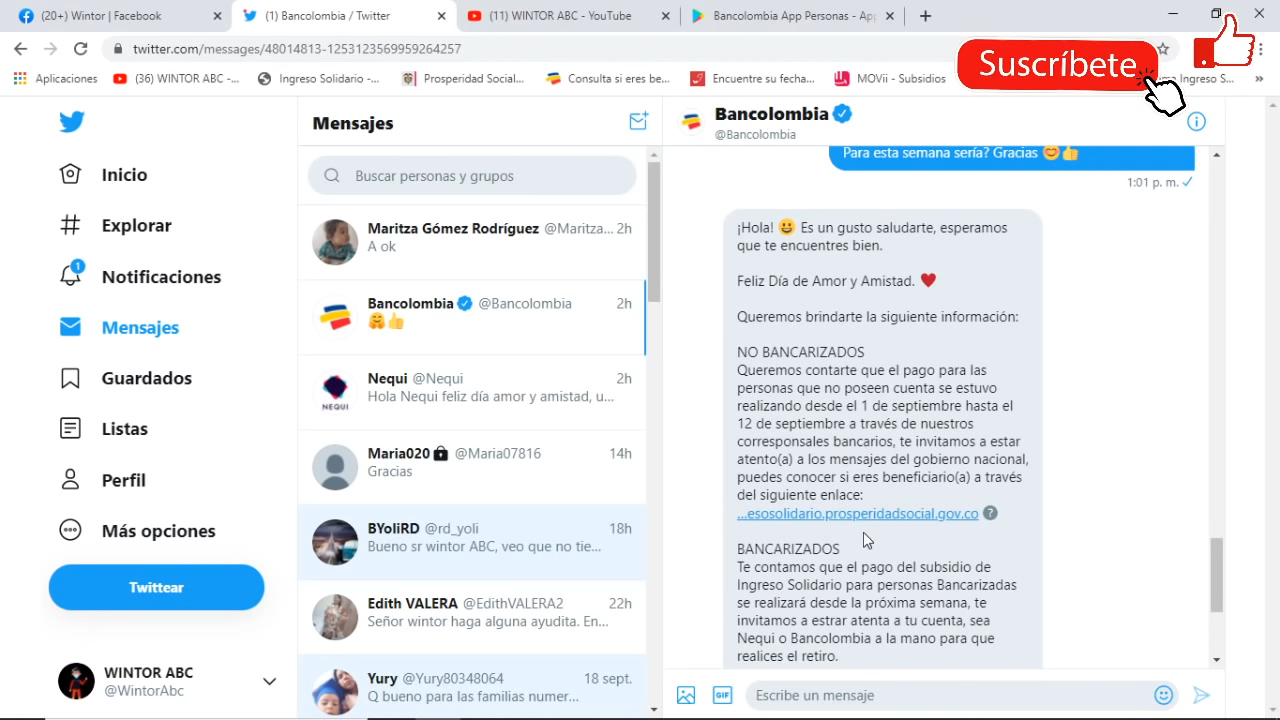 (20+) Wintor | Facebook
(1) Bancolombia / Twitter
(11) WINTOR ABC - YouTube
Bancolombia App Personas - App
twitter.com/messages/48014813-1253123569959264257
Aplicaciones
(36) WINTOR ABC -...
Ingreso Solidario -...
Prosperidad Social...
Consulta si eres be...
Encuentre su fecha...
MOVii - Subsidios
Ingreso S...
Suscríbete
Inicio
Explorar
1
Notificaciones
Mensajes
Guardados
Listas
Perfil
Más opciones
Twittear
WINTOR ABC
@WintorAbc
Mensajes
Buscar personas y grupos
Maritza Gómez Rodríguez @Maritza... 2h
A ok
Bancolombia @Bancolombia 2h
🤗👍
Nequi @Nequi 2h
Hola Nequi feliz día amor y amistad, u...
NEQUI
Maria020 @Maria07816 14h
Gracias
BYoliRD @rd_yoli 18h
Bueno sr wintor ABC, veo que no tie...
Edith VALERA @EdithVALERA2 22h
Señor wintor haga alguna ayudita. En...
Yury @Yury80348064 18 sept.
Q bueno para las familias numer...
Bancolombia
@Bancolombia
Para esta semana sería? Gracias 😊👍
1:01 p. m. ✓
¡Hola! 😀 Es un gusto saludarte, esperamos
que te encuentres bien.
Feliz Día de Amor y Amistad. ♥
Queremos brindarte la siguiente información:
NO BANCARIZADOS
Queremos contarte que el pago para las
personas que no poseen cuenta se estuvo
realizando desde el 1 de septiembre hasta el
12 de septiembre a través de nuestros
corresponsales bancarios, te invitamos a estar
atento(a) a los mensajes del gobierno nacional,
puedes conocer si eres beneficiario(a) a través
del siguiente enlace:
...esosolidario.prosperidadsocial.gov.co ?
BANCARIZADOS
Te contamos que el pago del subsidio de
Ingreso Solidario para personas Bancarizadas
se realizará desde la próxima semana, te
invitamos a estrar atenta a tu cuenta, sea
Nequi o Bancolombia a la mano para que
realices el retiro.
GIF
Escribe un mensaje